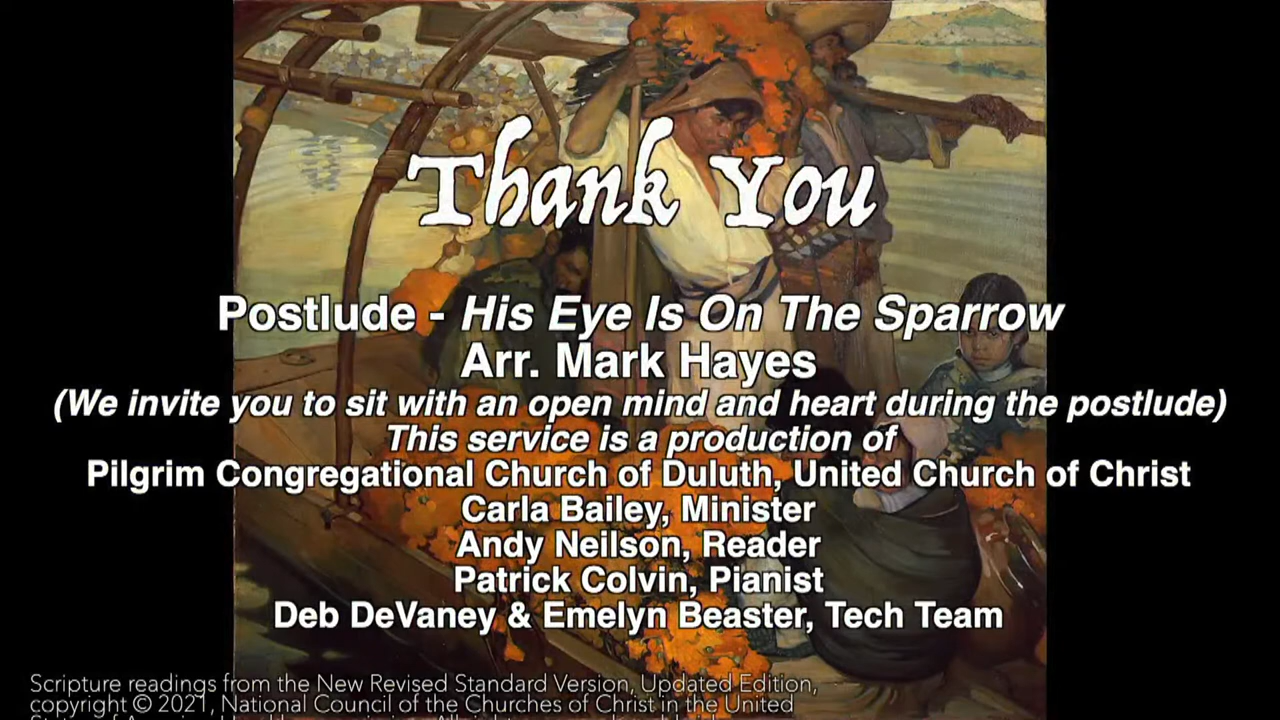 Thank You
Postlude - His Eye Is On The Sparrow
Arr. Mark Hayes
(We invite you to sit with an open mind and heart during the postlude)
This service is a production of
Pilgrim Congregational Church of Duluth, United Church of Christ
Carla Bailey, Minister
Andy Neilson, Reader
Patrick Colvin, Pianist
Deb DeVaney & Emelyn Beaster, Tech Team
Scripture readings from the New Revised Standard Version, Updated Edition,
copyright © 2021, National Council of the Churches of Christ in the United